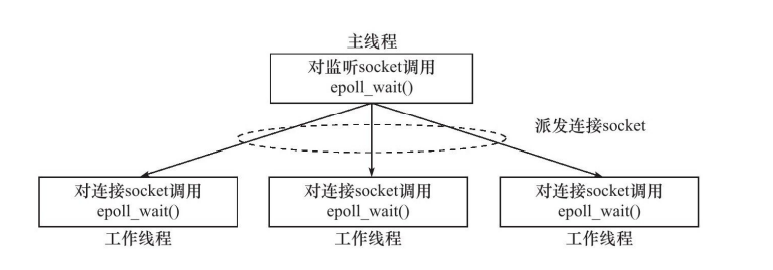 主线程
对监听socket调用
epoll_wait()
派发连接socket
对连接socket调用
epoll_wait()
工作线程
对连接socket调用
epoll_wait()
工作线程
对连接socket调用
epoll_wait()
工作线程